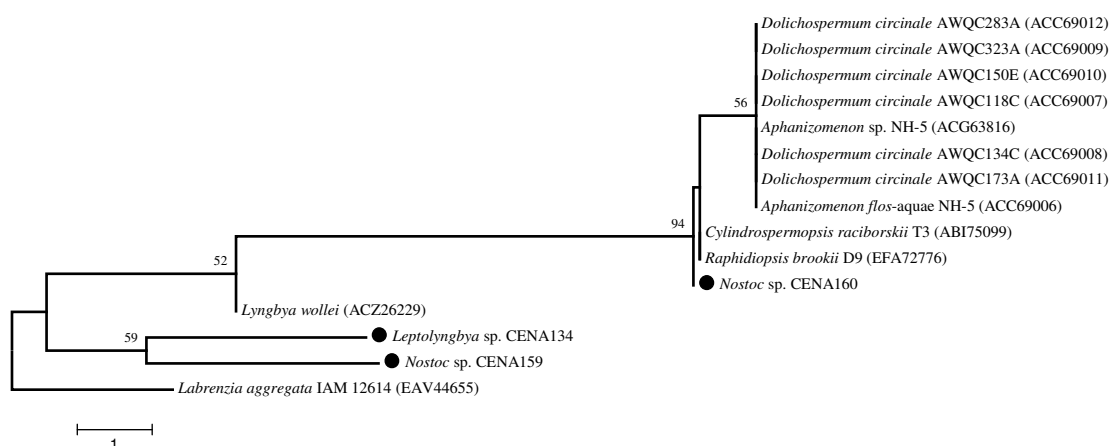 Dolichospermum circinale AWQC283A (ACC69012)
Dolichospermum circinale AWQC323A (ACC69009)
Dolichospermum circinale AWQC150E (ACC69010)
56
Dolichospermum circinale AWQC118C (ACC69007)
Aphanizomenon sp. NH-5 (ACG63816)
Dolichospermum circinale AWQC134C (ACC69008)
Dolichospermum circinale AWQC173A (ACC69011)
Aphanizomenon flos-aquae NH-5 (ACC69006)
94
Cylindrospermopsis raciborskii T3 (ABI75099)
Raphidiopsis brookii D9 (EFA72776)
52
Nostoc sp. CENA160
Lyngbya wollei (ACZ26229)
59
Leptolyngbya sp. CENA134
Nostoc sp. CENA159
Labrenzia aggregata IAM 12614 (EAV44655)
1